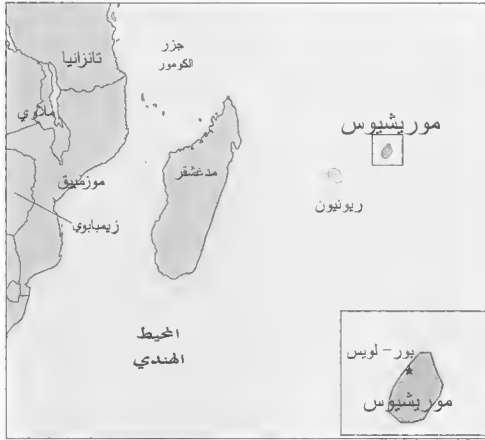 جزر
الكومور
تانزانيا
ملاوي
موريشيوس
مدغشقر
موزمبيق
ريونيون
زيمبابوي
المحيط
الهندي
بور- لويس
موريشيوس